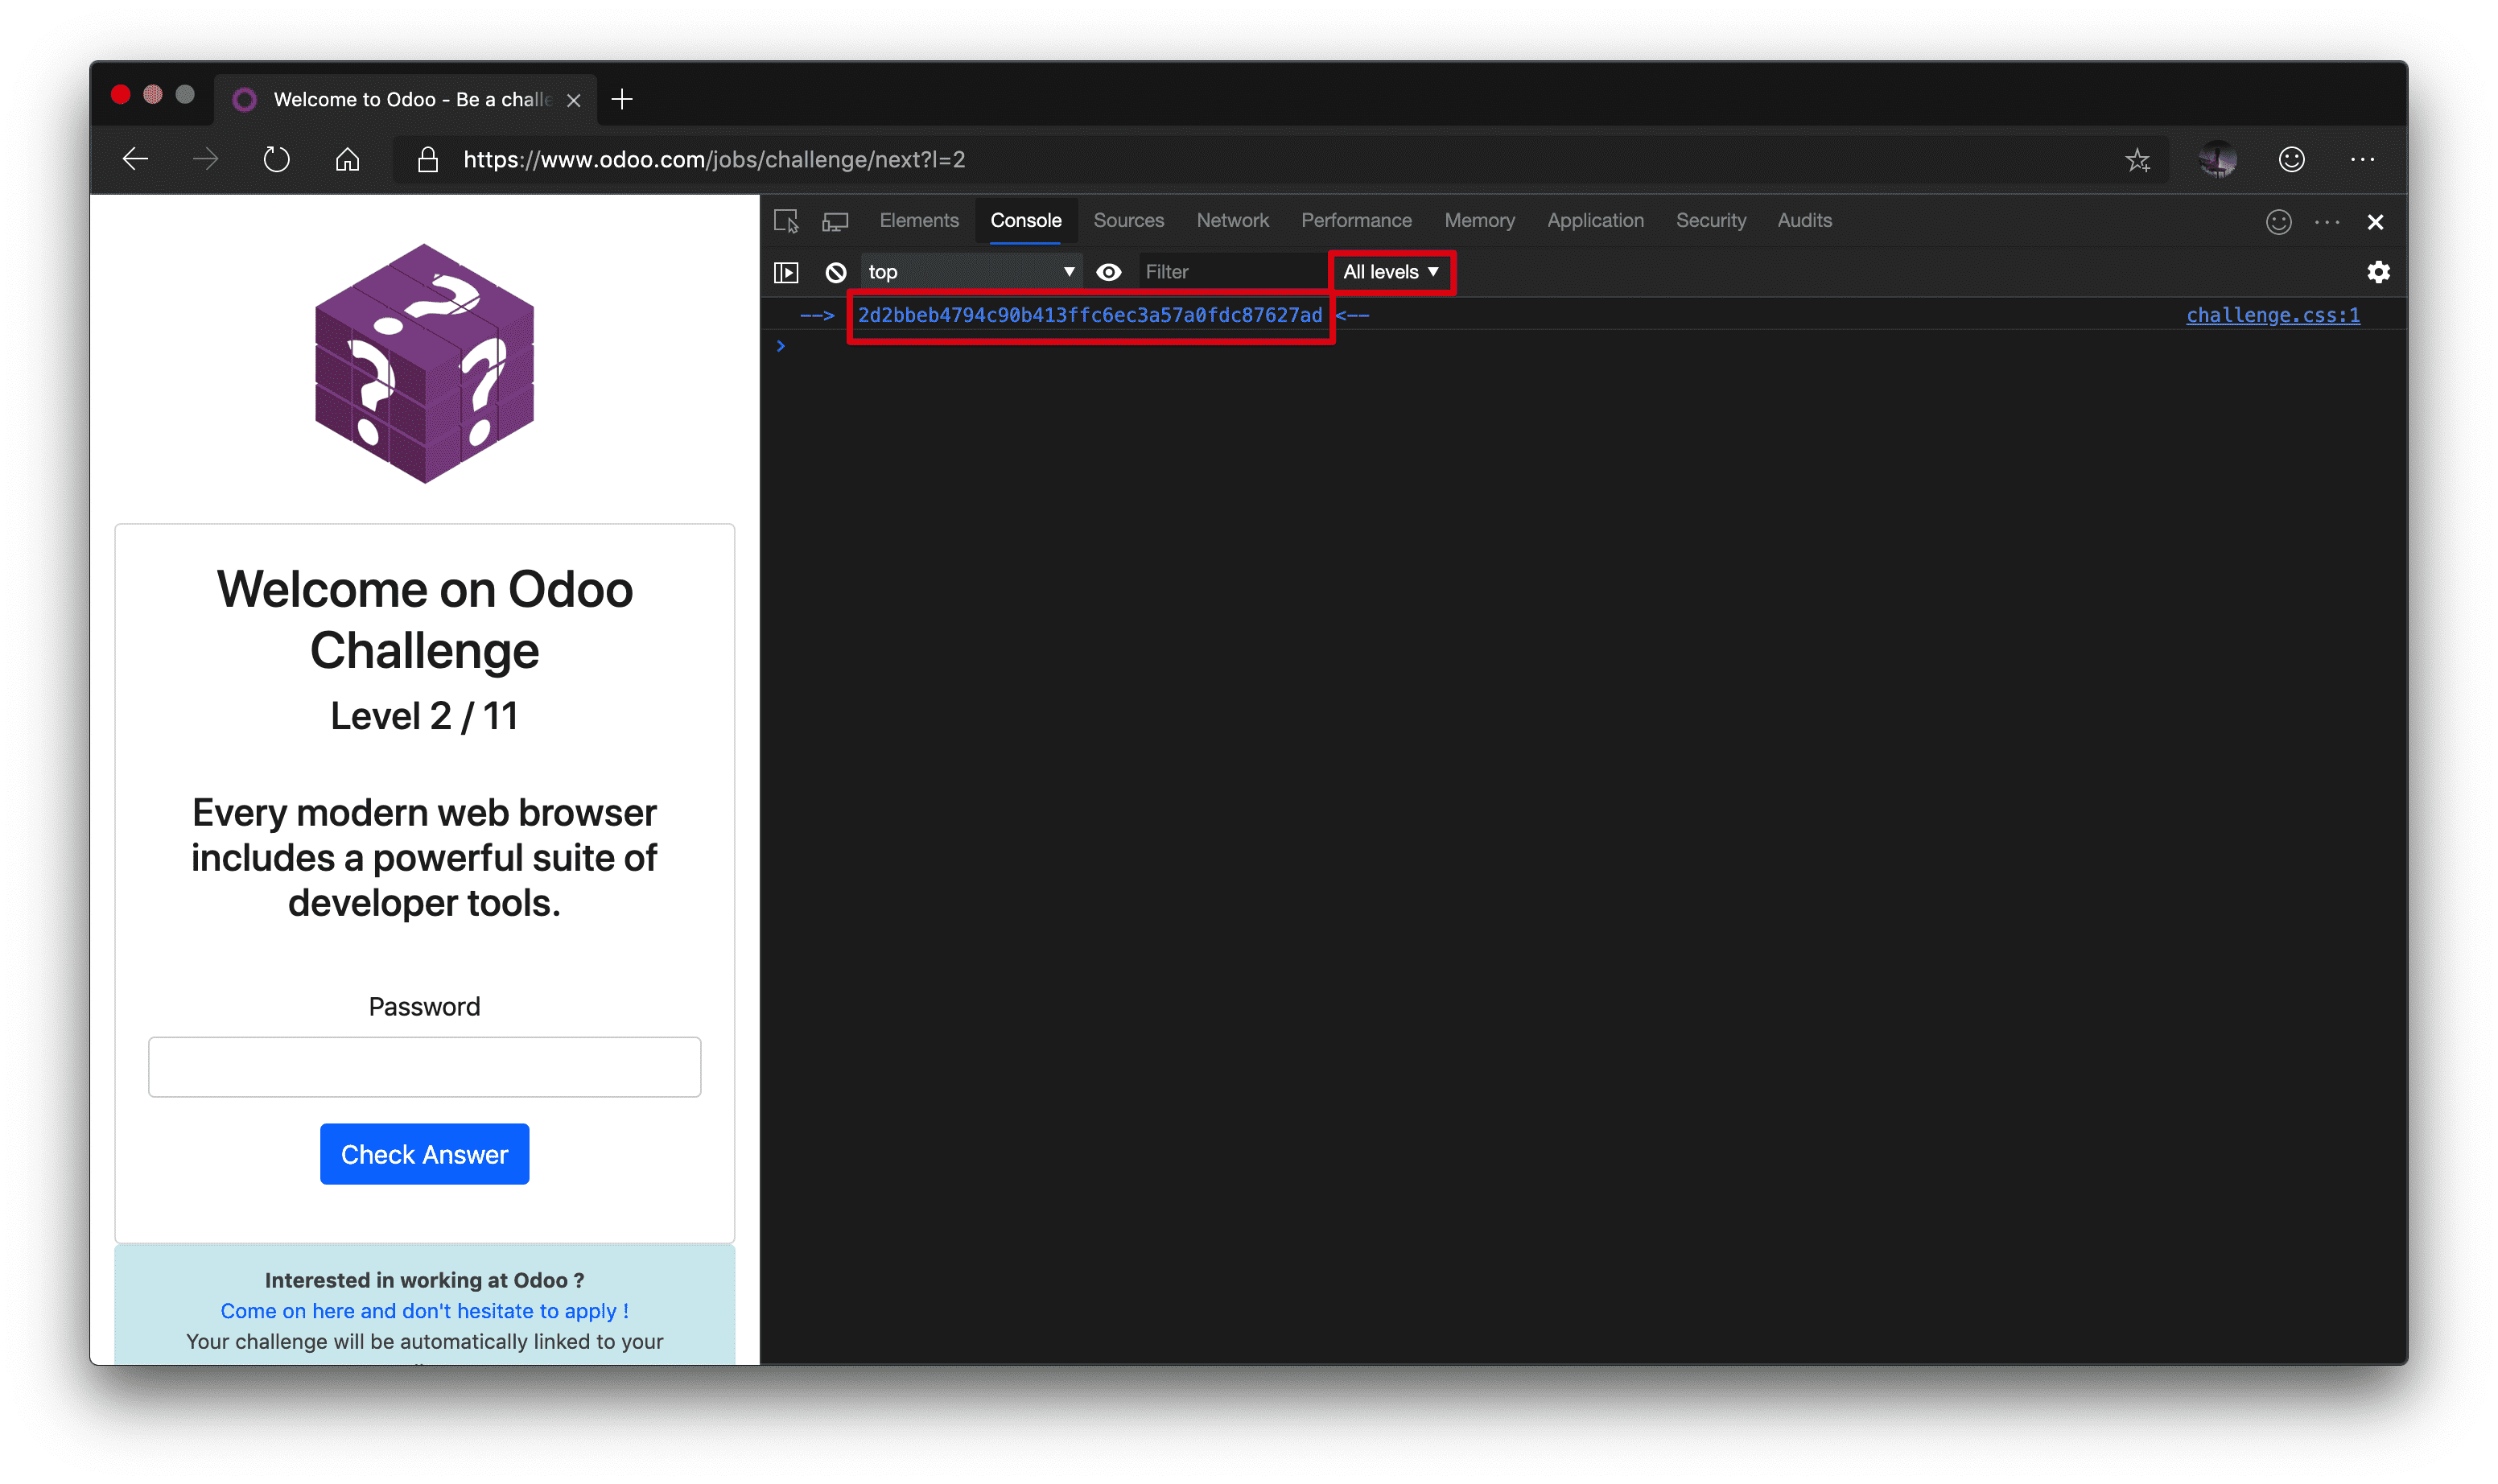 Welcome to Odoo - Be a challe
https://www.odoo.com/jobs/challenge/next?l=2
Elements Console Sources Network Performance Memory Application Security Audits
top Filter All levels
--> 2d2bbeb4794c90b413ffc6ec3a57a0fdc87627ad <-- challenge.css:1
>
? ? ?
Welcome on Odoo
Challenge
Level 2 / 11
Every modern web browser
includes a powerful suite of
developer tools.
Password
Check Answer
Interested in working at Odoo ?
Come on here and don't hesitate to apply !
Your challenge will be automatically linked to your